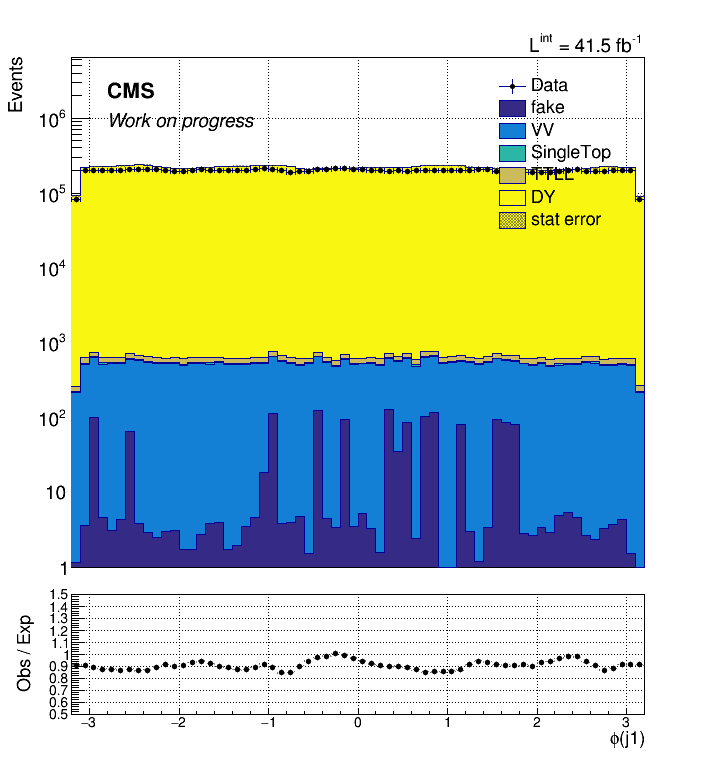 L^int = 41.5 fb^-1
Events
CMS
Work on progress
Data
fake
VV
SingleTop
TTLL
DY
stat error
10^6
10^5
10^4
10^3
10^2
10
1
Obs / Exp
1.5
1.4
1.3
1.2
1.1
1
0.9
0.8
0.7
0.6
0.5
−3 −2 −1 0 1 2 3
ϕ(j1)